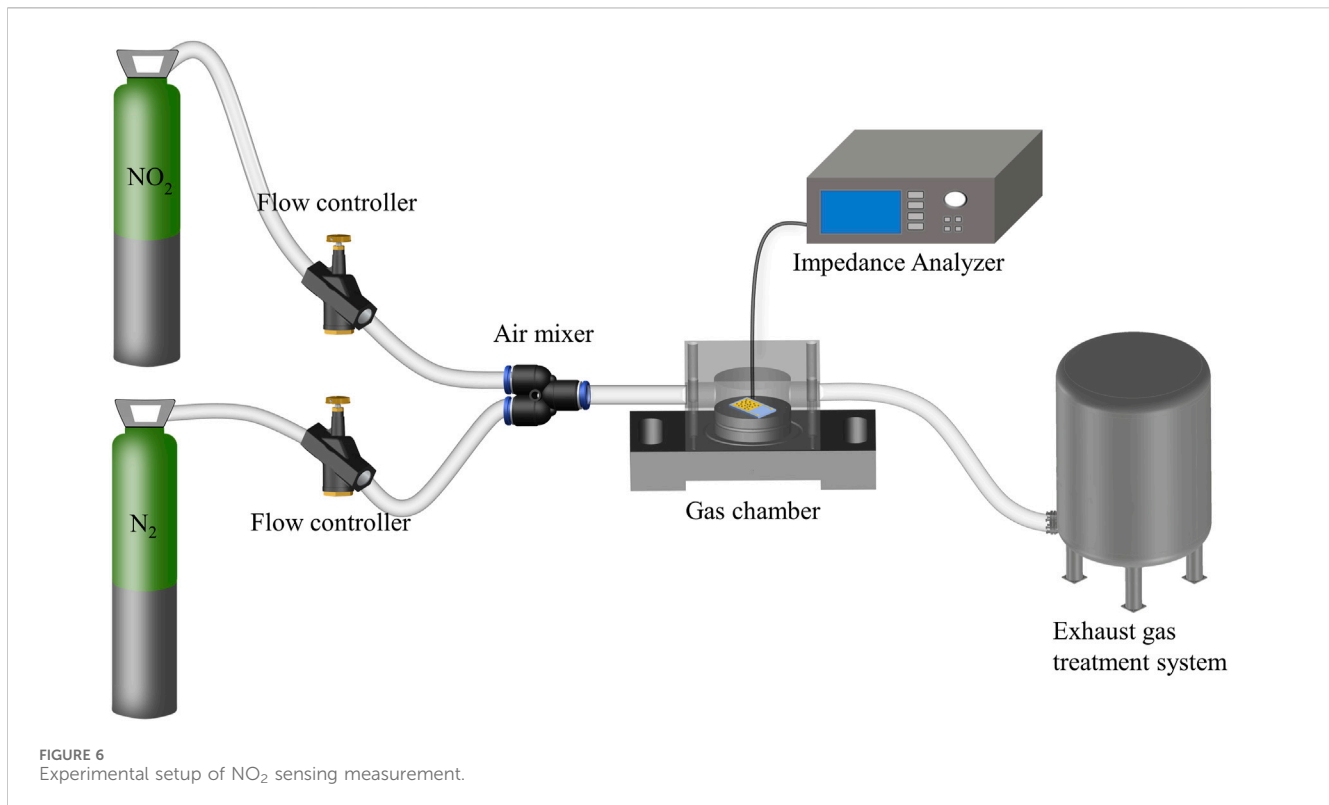 NO₂
Flow controller
Impedance Analyzer
Air mixer
N₂
Flow controller
Gas chamber
Exhaust gas
treatment system
FIGURE 6
Experimental setup of NO₂ sensing measurement.